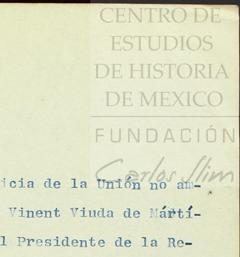 CENTRO DE
ESTUDIOS
DE HISTORIA
DE MEXICO
FUNDACIÓN
Carlos Slim
icia de la Unión no am-
Vinent Viuda de Mártí-
l Presidente de la Re-